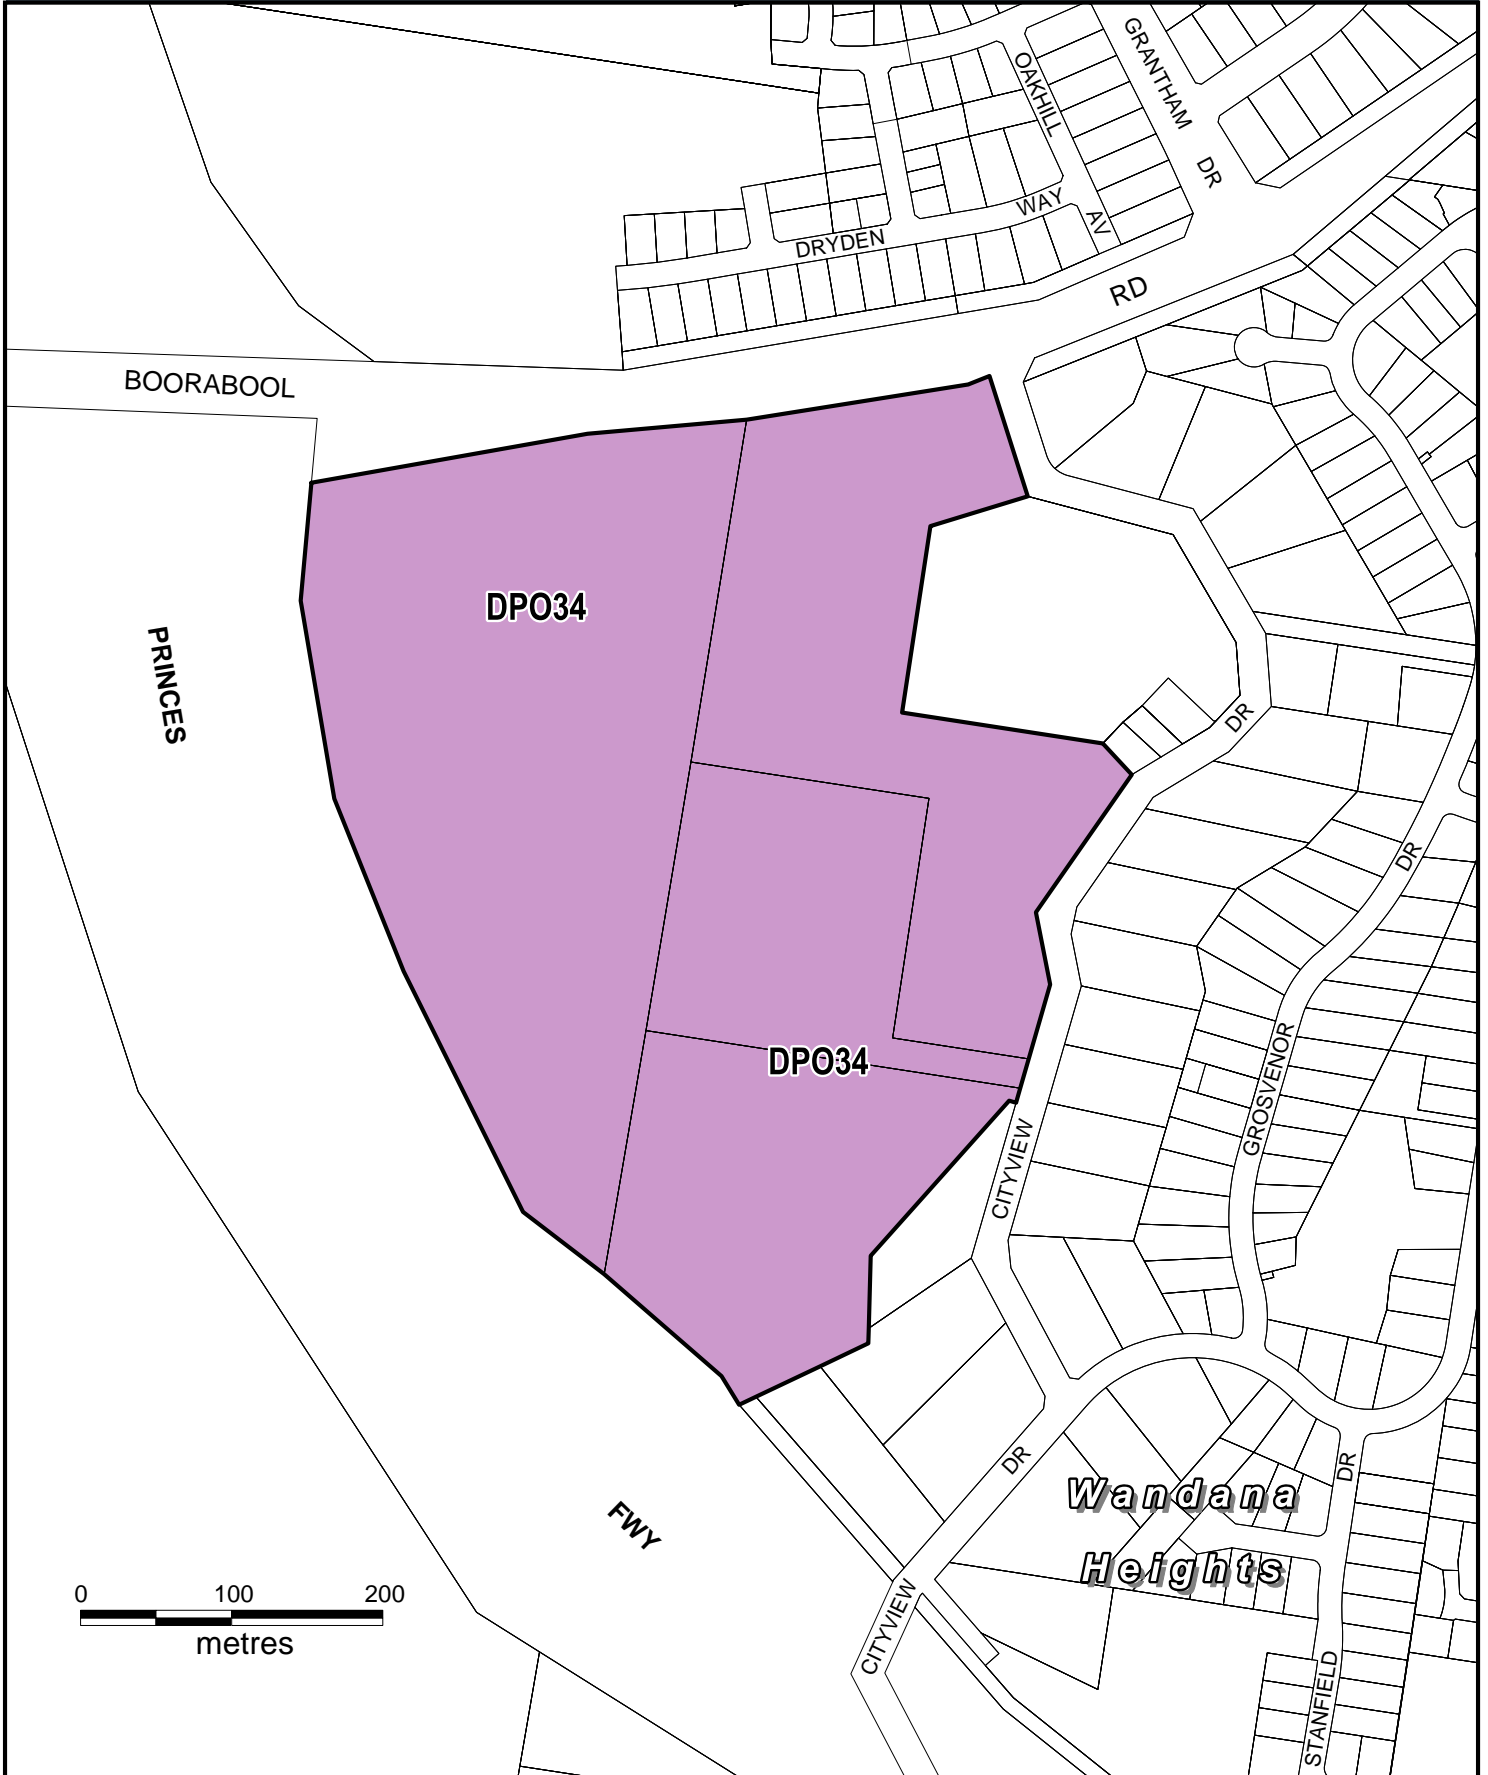 GRANTHAM
DR
OAKHILL
AV
DRYDEN
WAY
RD
BOORABOOL
DPO34
PRINCES
DR
DR
GROSVENOR
DPO34
CITYVIEW
DR
DR
Wandana
Heights
FWY
0 100 200
metres
CITYVIEW
STANFIELD